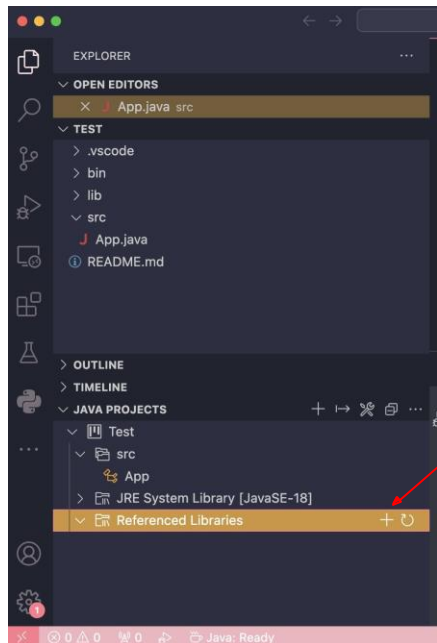 EXPLORER
OPEN EDITORS
J App.java src
TEST
.vscode
bin
lib
src
J App.java
README.md
OUTLINE
TIMELINE
JAVA PROJECTS
Test
src
App
JRE System Library [JavaSE-18]
Referenced Libraries
1
0 0 0 Java: Ready